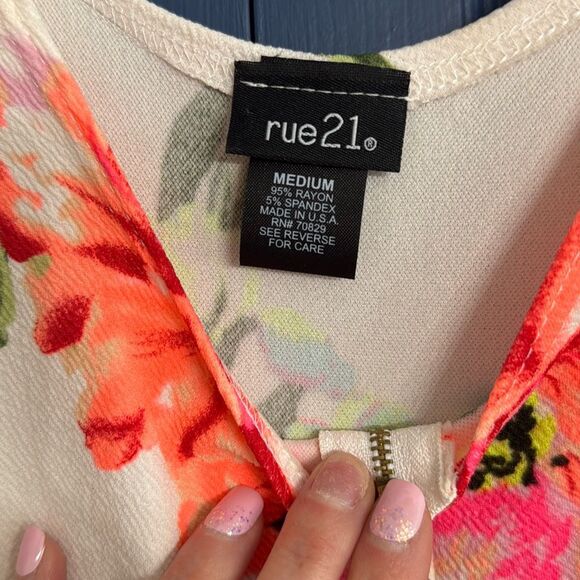 rue21®
MEDIUM
95% RAYON
5% SPANDEX
MADE IN U.S.A.
RN# 70829
SEE REVERSE
FOR CARE